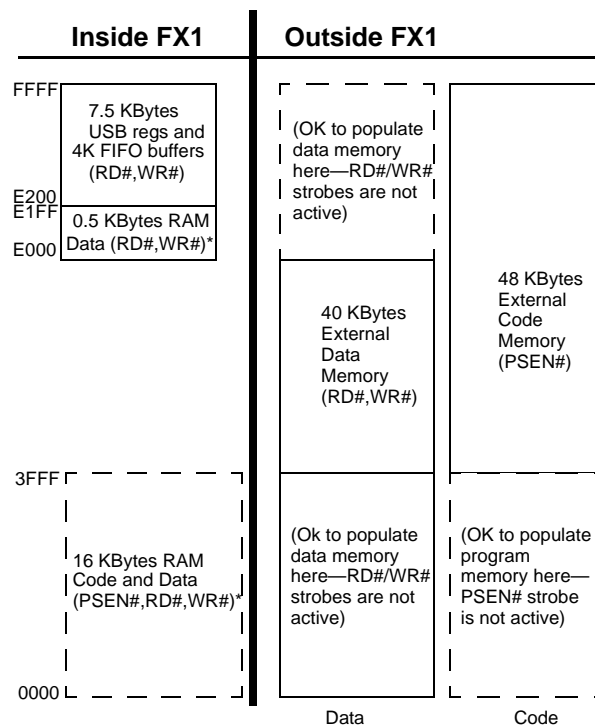 Inside FX1
Outside FX1
FFFF
7.5 KBytes
USB regs and
4K FIFO buffers
(RD#,WR#)
E200
E1FF
0.5 KBytes RAM
Data (RD#,WR#)*
E000
(OK to populate
data memory
here—RD#/WR#
strobes are not
active)
40 KBytes
External
Data
Memory
(RD#,WR#)
48 KBytes
External
Code
Memory
(PSEN#)
3FFF
16 KBytes RAM
Code and Data
(PSEN#,RD#,WR#)*
(Ok to populate
data memory
here—RD#/WR#
strobes are not
active)
(OK to populate
program
memory here—
PSEN# strobe
is not active)
0000
Data
Code